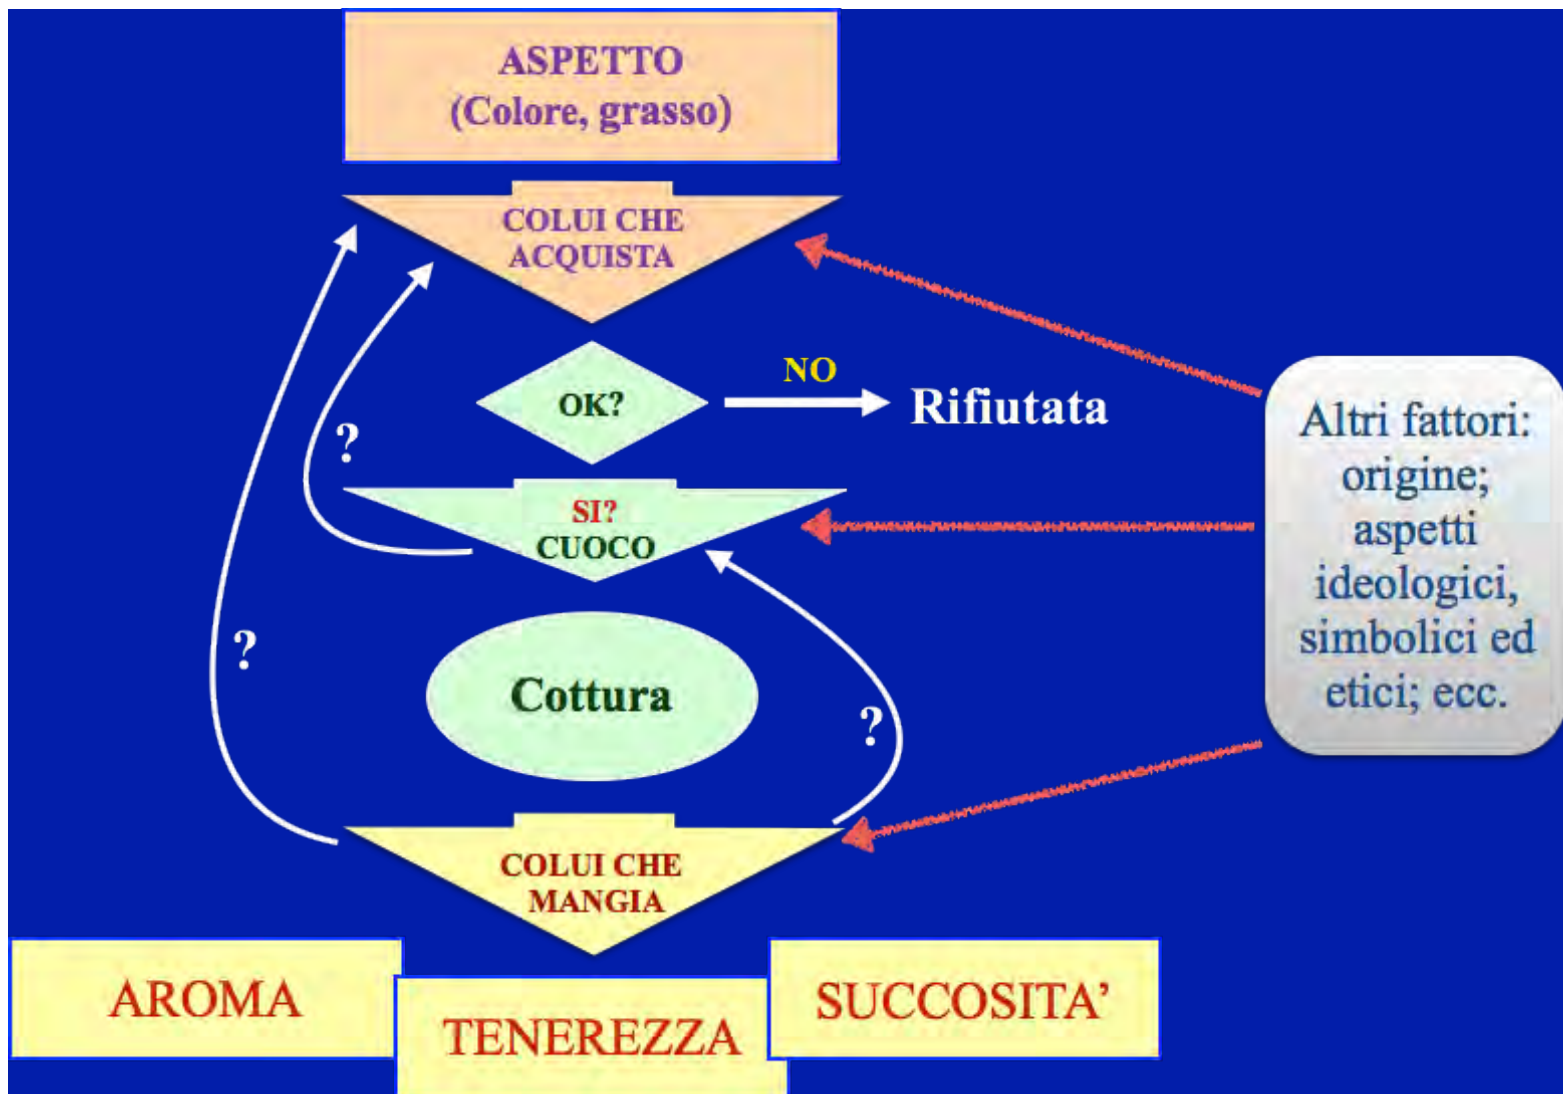 ASPETTO
(Colore, grasso)
COLUI CHE
ACQUISTA
OK?
NO
Rifiutata
?
SI?
CUOCO
?
Cottura
?
COLUI CHE
MANGIA
AROMA
TENEREZZA
SUCCOSITA’
Altri fattori:
origine;
aspetti
ideologici,
simbolici ed
etici; ecc.